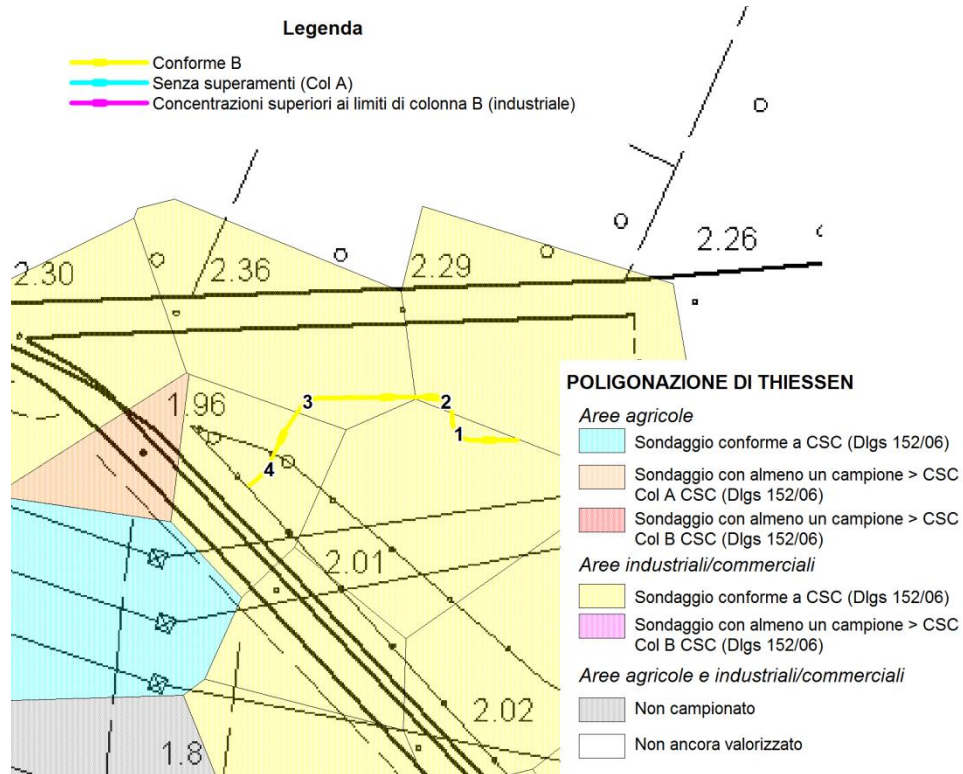 Legenda
Conforme B
Senza superamenti (Col A)
Concentrazioni superiori ai limiti di colonna B (industriale)
2.26
2.30
2.36
2.29
3
2
1.96
1
4
2.01
2.02
1.8
POLIGONAZIONE DI THIESSEN
Aree agricole
Sondaggio conforme a CSC (Dlgs 152/06)
Sondaggio con almeno un campione > CSC
Col A CSC (Dlgs 152/06)
Sondaggio con almeno un campione > CSC
Col B CSC (Dlgs 152/06)
Aree industriali/commerciali
Sondaggio conforme a CSC (Dlgs 152/06)
Sondaggio con almeno un campione > CSC
Col B CSC (Dlgs 152/06)
Aree agricole e industriali/commerciali
Non campionato
Non ancora valorizzato